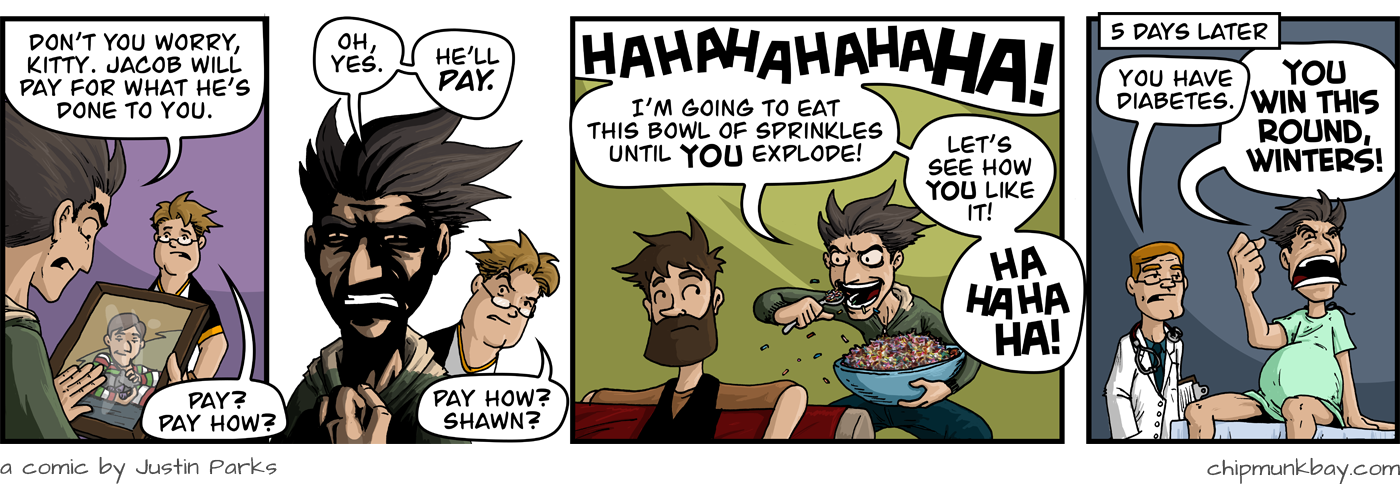 DON'T YOU WORRY,
KITTY. JACOB WILL
PAY FOR WHAT HE'S
DONE TO YOU.
PAY?
PAY HOW?
OH,
YES.
HE'LL
PAY.
PAY HOW?
SHAWN?
HAHAHAHAHAHA!
I'M GOING TO EAT
THIS BOWL OF SPRINKLES
UNTIL YOU EXPLODE!
LET'S
SEE HOW
YOU LIKE
IT!
HA
HAHA
HA!
5 DAYS LATER
YOU HAVE
DIABETES.
YOU
WIN THIS
ROUND,
WINTERS!
a comic by Justin Parks
chipmunkbay.com